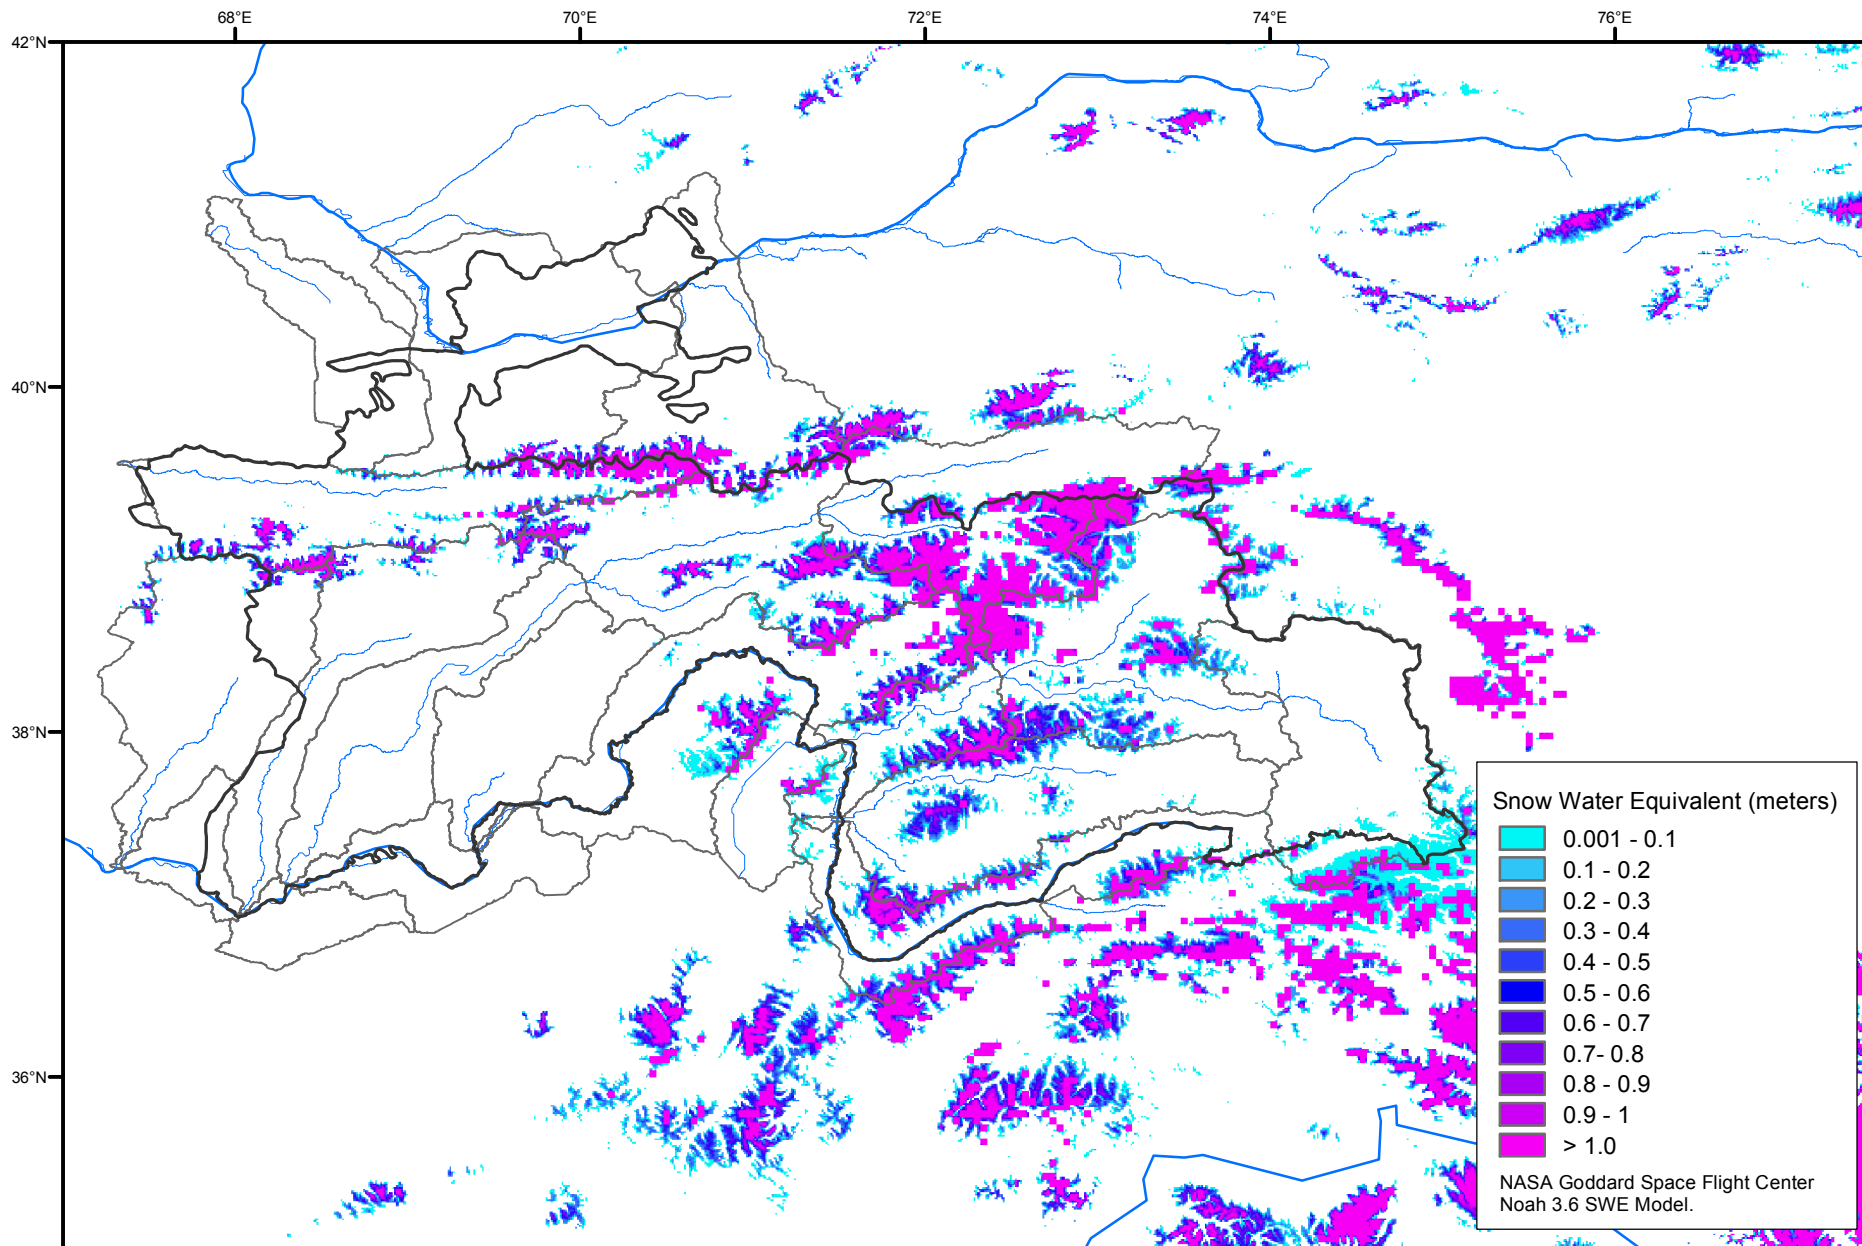 68°E
70°E
72°E
74°E
76°E
42°N
40°N
38°N
36°N
Snow Water Equivalent (meters)
0.001 - 0.1
0.1 - 0.2
0.2 - 0.3
0.3 - 0.4
0.4 - 0.5
0.5 - 0.6
0.6 - 0.7
0.7- 0.8
0.8 - 0.9
0.9 - 1
> 1.0
NASA Goddard Space Flight Center
Noah 3.6 SWE Model.